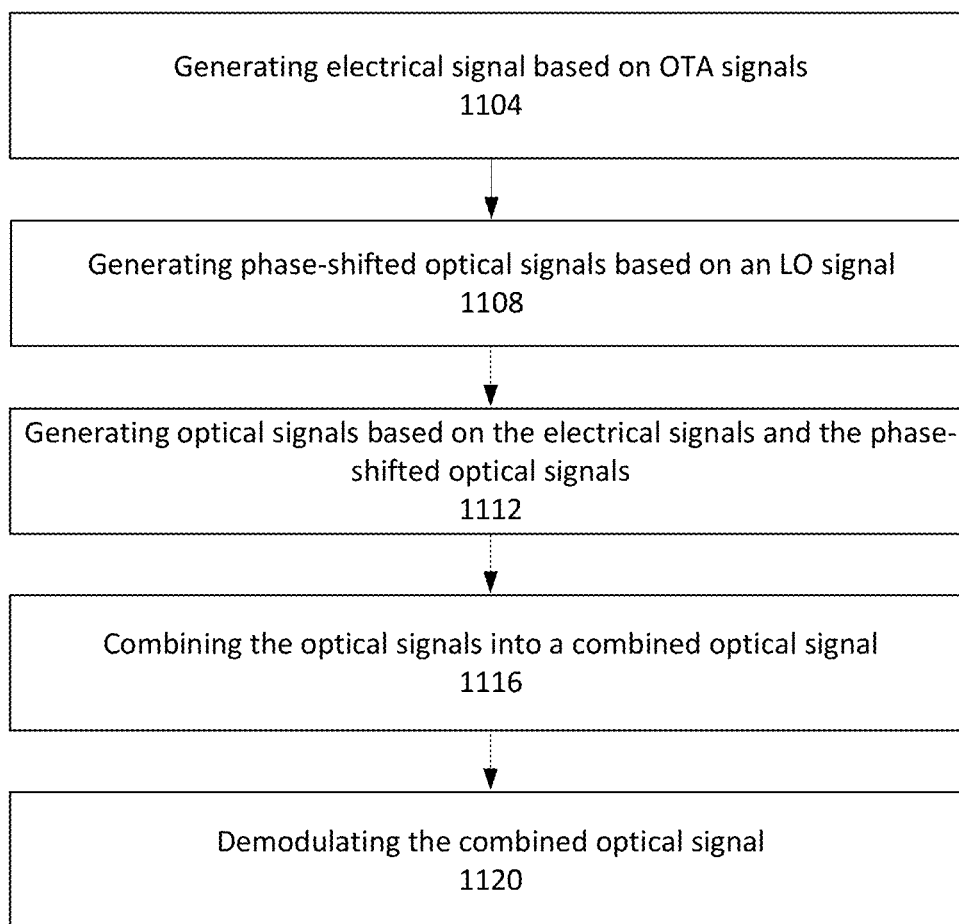 Generating electrical signal based on OTA signals
1104
Generating phase-shifted optical signals based on an LO signal
1108
Generating optical signals based on the electrical signals and the phase-
shifted optical signals
1112
Combining the optical signals into a combined optical signal
1116
Demodulating the combined optical signal
1120